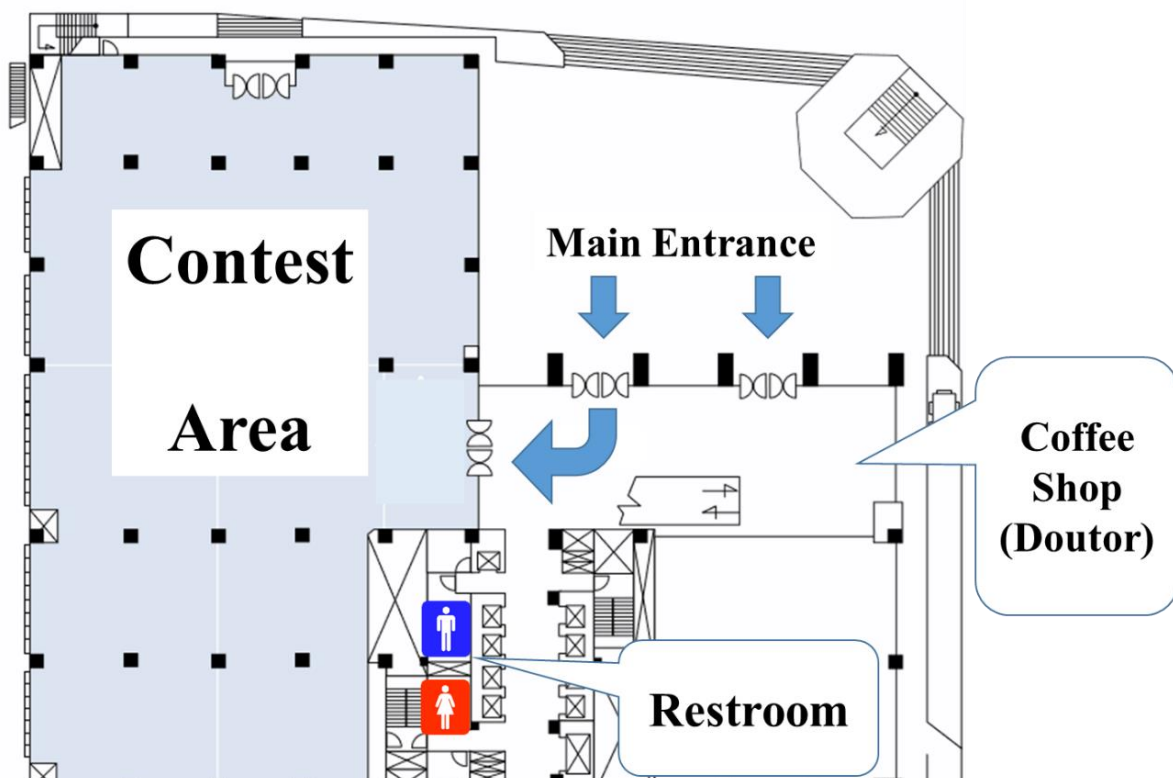 Contest
Area
Main Entrance
Coffee
Shop
(Doutor)
Restroom